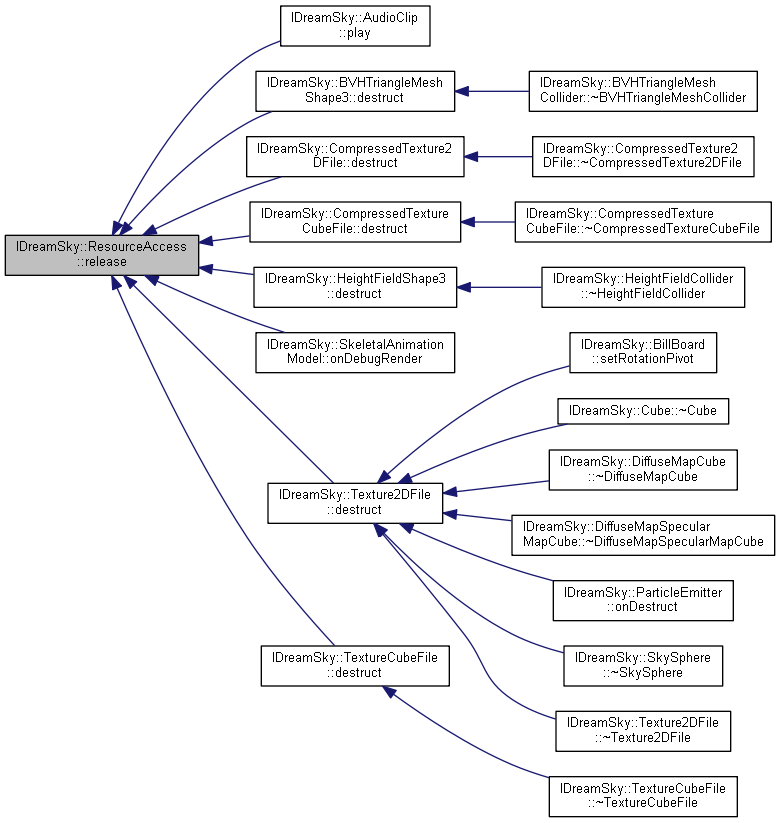 IDreamSky::AudioClip
::play
IDreamSky::BVHTriangleMesh
Shape3::destruct
IDreamSky::BVHTriangleMesh
Collider::~BVHTriangleMeshCollider
IDreamSky::CompressedTexture2
DFile::destruct
IDreamSky::CompressedTexture2
DFile::~CompressedTexture2DFile
IDreamSky::CompressedTexture
CubeFile::destruct
IDreamSky::CompressedTexture
CubeFile::~CompressedTextureCubeFile
IDreamSky::ResourceAccess
::release
IDreamSky::HeightFieldShape3
::destruct
IDreamSky::HeightFieldCollider
::~HeightFieldCollider
IDreamSky::SkeletalAnimation
Model::onDebugRender
IDreamSky::BillBoard
::setRotationPivot
IDreamSky::Cube::~Cube
IDreamSky::DiffuseMapCube
::~DiffuseMapCube
IDreamSky::Texture2DFile
::destruct
IDreamSky::DiffuseMapSpecular
MapCube::~DiffuseMapSpecularMapCube
IDreamSky::ParticleEmitter
::onDestruct
IDreamSky::SkySphere
::~SkySphere
IDreamSky::TextureCubeFile
::destruct
IDreamSky::Texture2DFile
::~Texture2DFile
IDreamSky::TextureCubeFile
::~TextureCubeFile